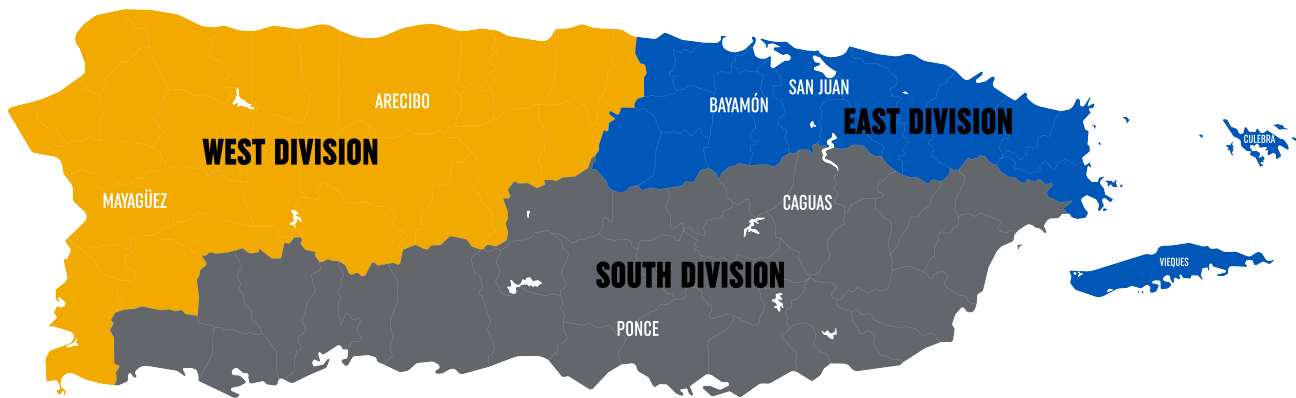 SAN JUAN
ARECIBO
BAYAMÓN
EAST DIVISION
CULEBRA
WEST DIVISION
MAYAGÜEZ
CAGUAS
VIEQUES
SOUTH DIVISION
PONCE